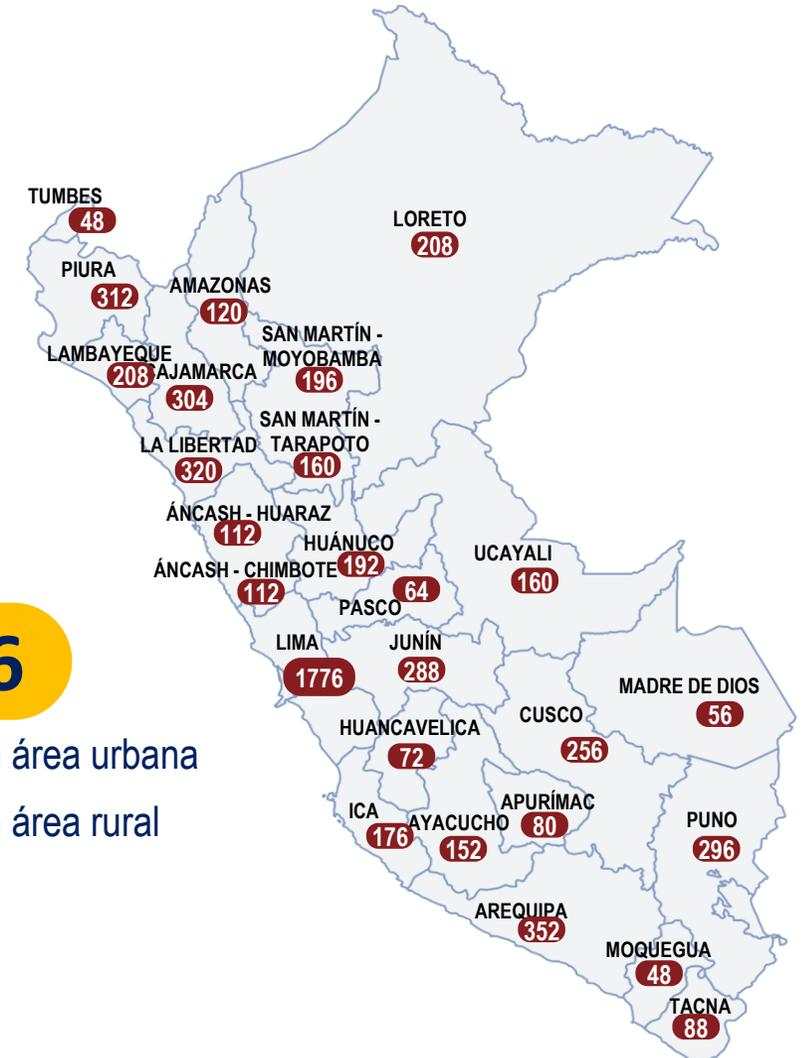 TUMBES
48
LORETO
208
PIURA
312
AMAZONAS
120
SAN MARTÍN -
MOYOBAMBA
196
LAMBAYEQUE
208
CAJAMARCA
304
SAN MARTÍN -
TARAPOTO
160
LA LIBERTAD
320
ÁNCASH - HUARAZ
112
HUÁNUCO
192
UCAYALI
160
ÁNCASH - CHIMBOTE
112
64
PASCO
6
LIMA
1776
JUNÍN
288
MADRE DE DIOS
56
HUANCAVELICA
72
CUSCO
256
área urbana
área rural
ICA
176
AYACUCHO
152
APURÍMAC
80
PUNO
296
AREQUIPA
352
MOQUEGUA
48
TACNA
88